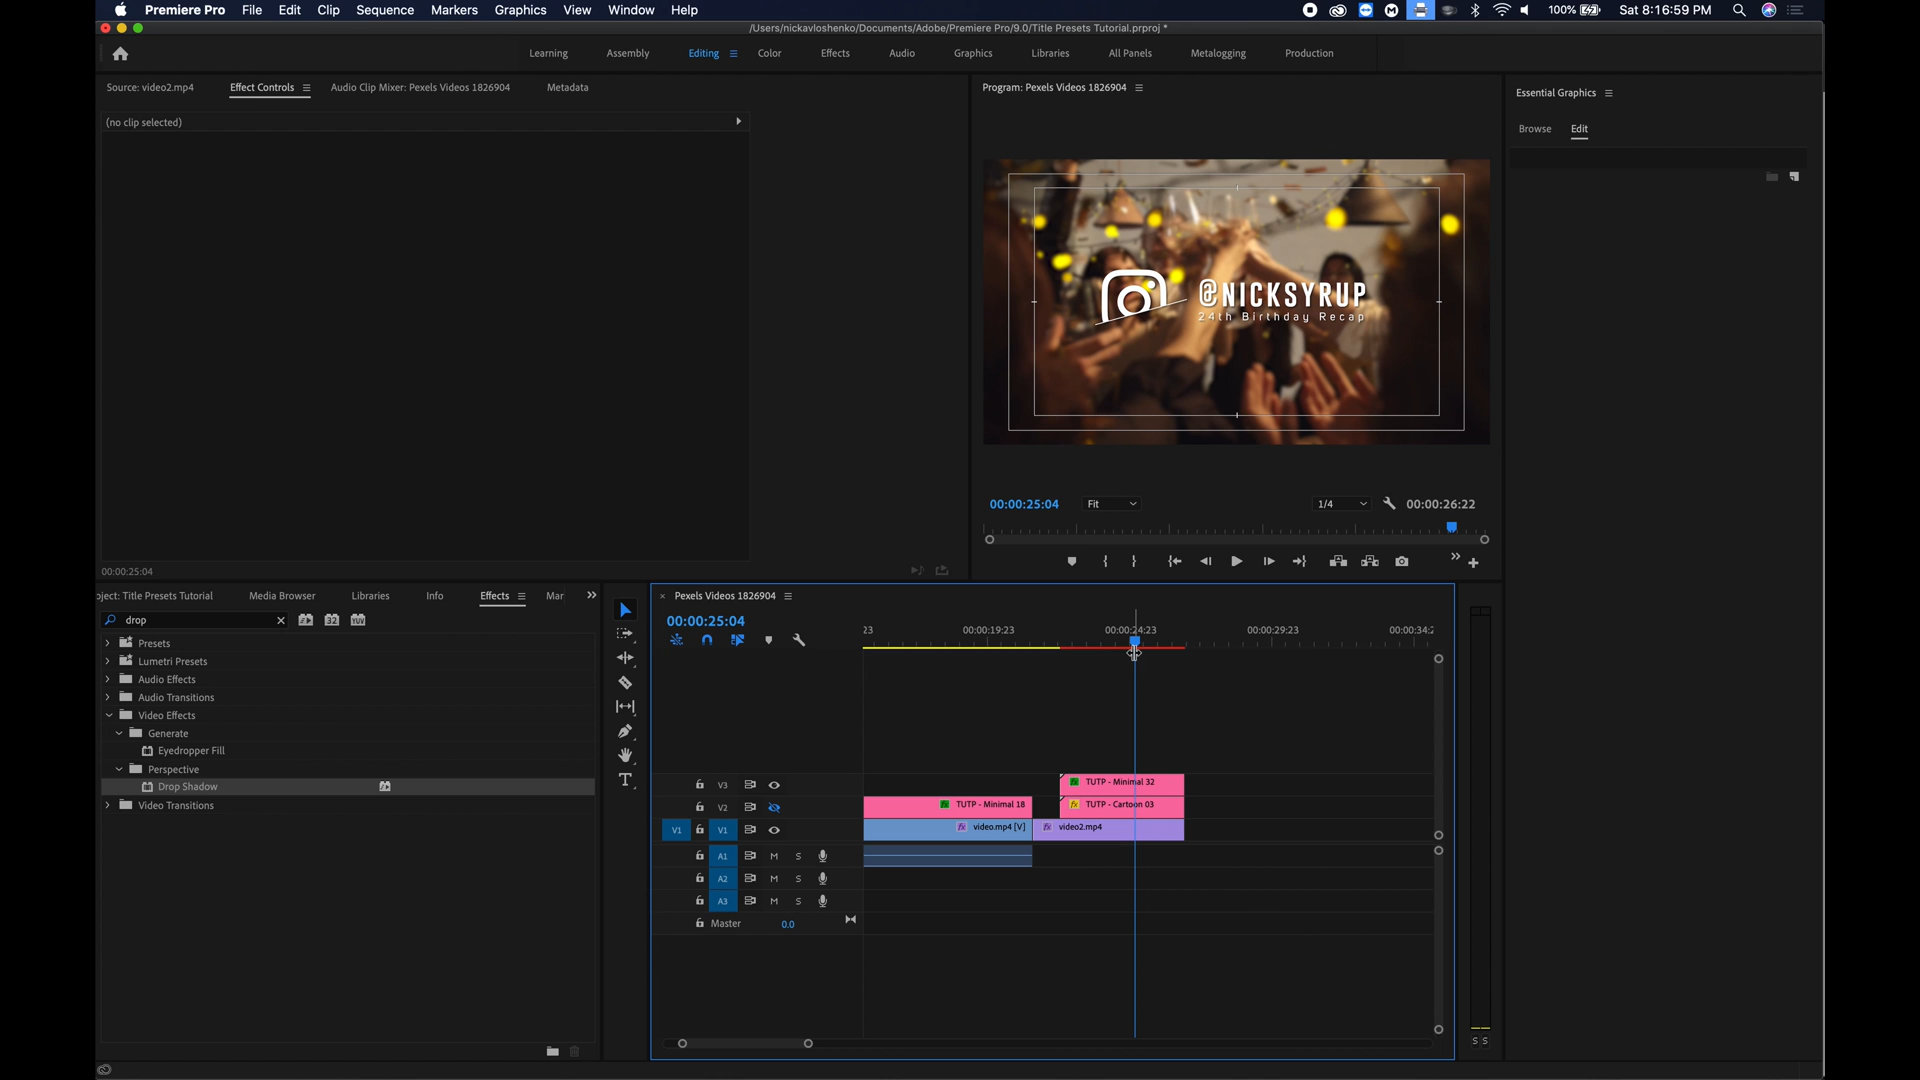 Premiere Pro File Edit Clip Sequence Markers Graphics View Window Help
100% Sat 8:16:59 PM
/Users/nickavloshenko/Documents/Adobe/Premiere Pro/9.0/Title Presets Tutorial.prproj *
Learning Assembly Editing Color Effects Audio Graphics Libraries All Panels Metalogging Production
Source: video2.mp4 Effect Controls Audio Clip Mixer: Pexels Videos 1826904 Metadata
(no clip selected)
00:00:25:04
Program: Pexels Videos 1826904
@NICKSYRUP
24th Birthday Recap
00:00:25:04 Fit 1/4 00:00:26:22
Essential Graphics
Browse Edit
oject: Title Presets Tutorial Media Browser Libraries Info Effects Mar
drop
32 YUV
Presets
Lumetri Presets
Audio Effects
Audio Transitions
Video Effects
Generate
Eyedropper Fill
Perspective
Drop Shadow
Video Transitions
× Pexels Videos 1826904
00:00:25:04
23 00:00:19:23 00:00:24:23 00:00:29:23 00:00:34:2
V3 fx TUTP - Minimal 32
V2 fx TUTP - Minimal 18 fx TUTP - Cartoon 03
V1 V1 fx video.mp4 [V] fx video2.mp4
A1 M S
A2 M S
A3 M S
Master 0.0
S S